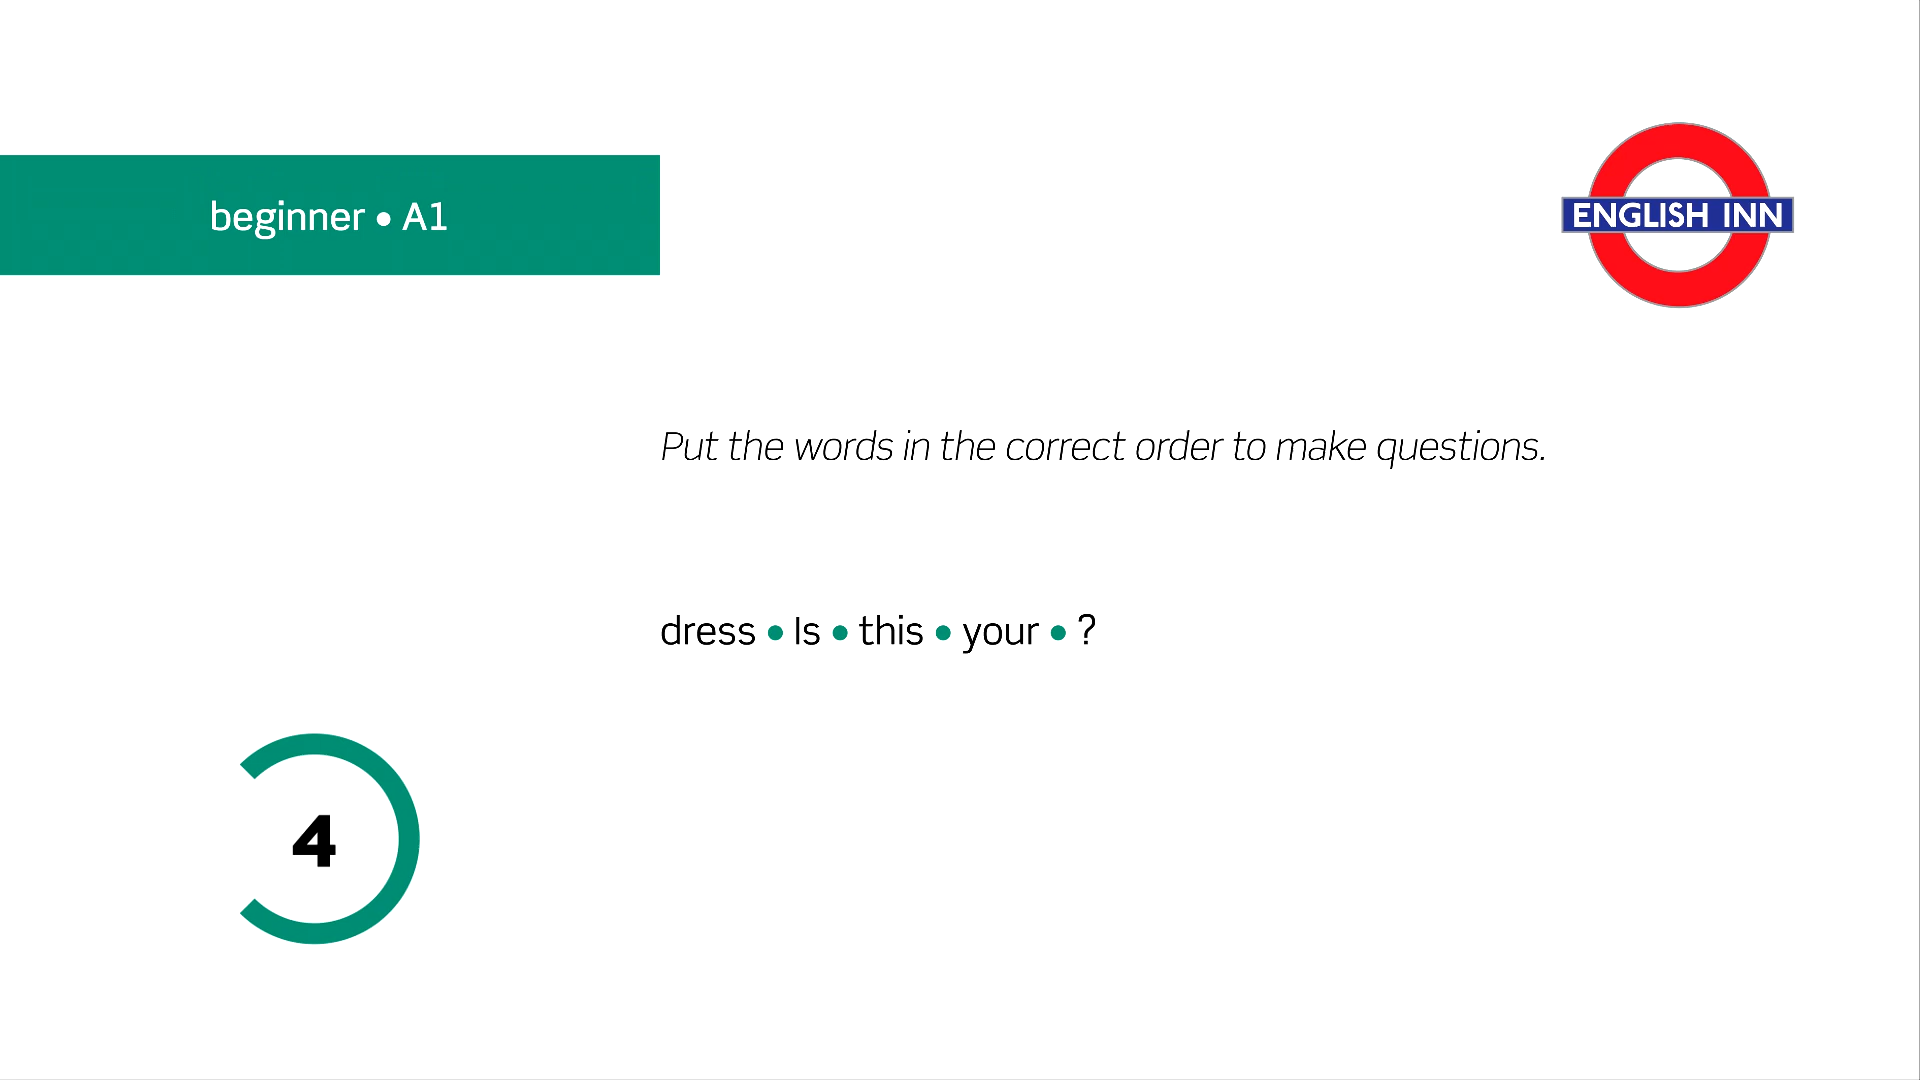 beginner • A1
ENGLISH INN
Put the words in the correct order to make questions.
dress • Is • this • your • ?
4